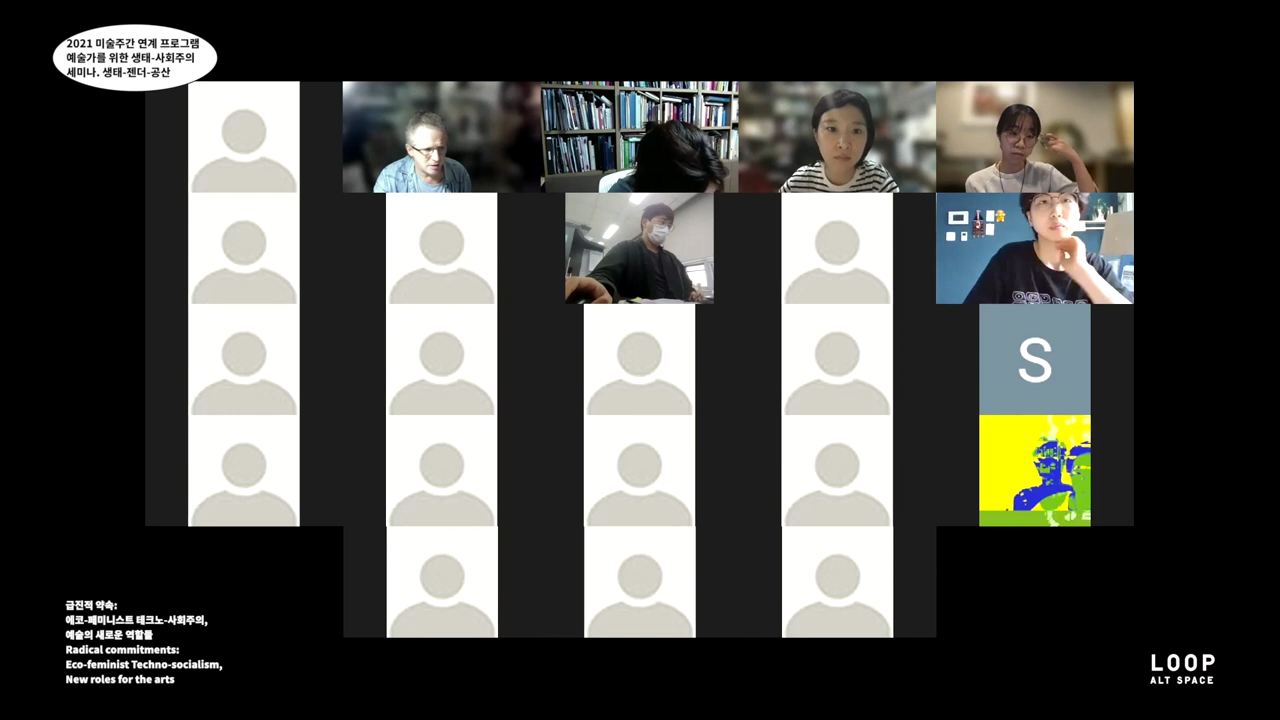 2021 미술주간 연계 프로그램
예술가를 위한 생태-사회주의
세미나. 생태-젠더-공산
S
급진적 약속:
에코-페미니스트 테크노-사회주의,
예술의 새로운 역할들
Radical commitments:
Eco-feminist Techno-socialism,
New roles for the arts
LOOP
ALT SPACE